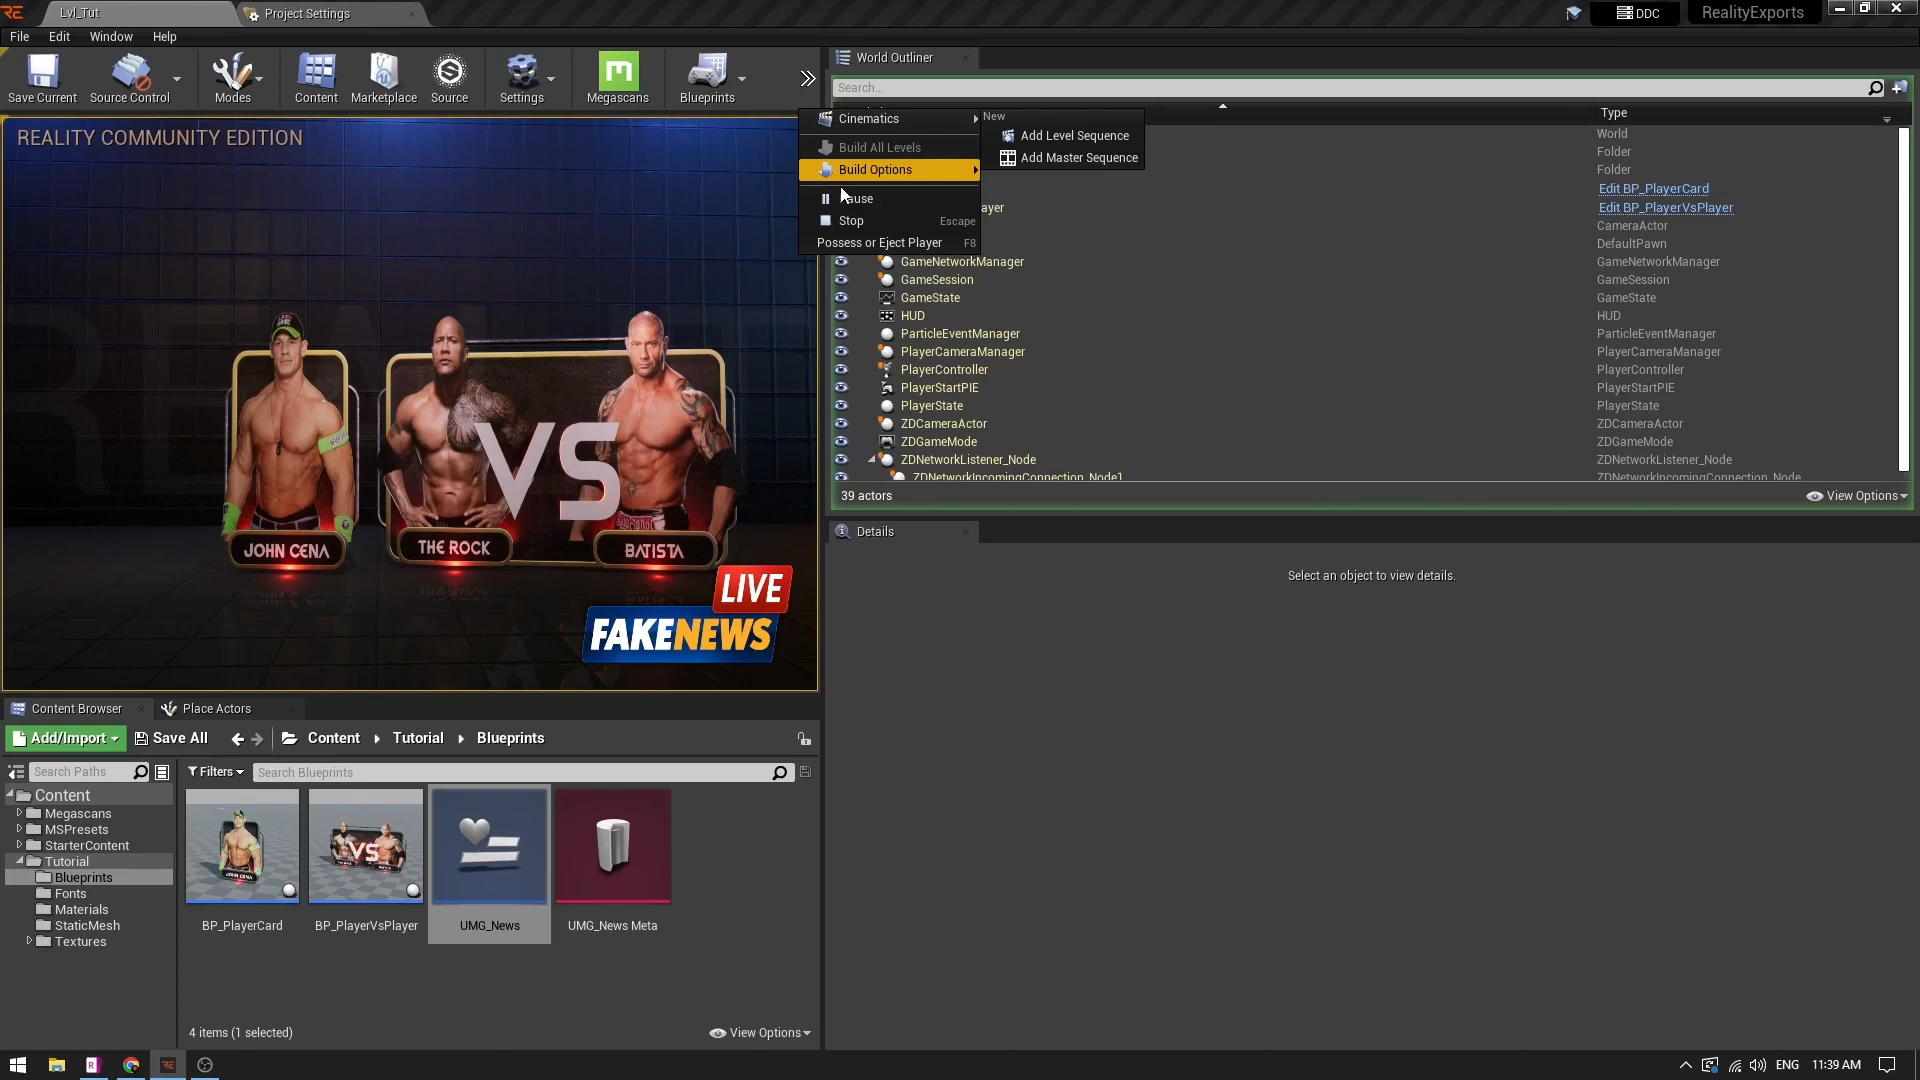 Lvl_Tut
Project Settings
DDC
RealityExports
File
Edit
Window
Help
Save Current
Source Control
Modes
Content
Marketplace
Source
Settings
Megascans
Blueprints
World Outliner
Search...
Cinematics
New
Type
Add Level Sequence
Add Master Sequence
World
Folder
Folder
Build All Levels
Build Options
ause
Stop
Escape
Possess or Eject Player
F8
Edit BP_PlayerCard
ayer
Edit BP_PlayerVsPlayer
CameraActor
DefaultPawn
GameNetworkManager
GameNetworkManager
GameSession
GameSession
GameState
GameState
HUD
HUD
ParticleEventManager
ParticleEventManager
PlayerCameraManager
PlayerCameraManager
PlayerController
PlayerController
PlayerStartPIE
PlayerStartPIE
PlayerState
PlayerState
ZDCameraActor
ZDCameraActor
ZDGameMode
ZDGameMode
ZDNetworkListener_Node
ZDNetworkListener_Node
ZDNetworkIncomingConnection_Node1
ZDNetworkIncomingConnection_Node
39 actors
View Options
Details
Select an object to view details.
REALITY COMMUNITY EDITION
VS
JOHN CENA
THE ROCK
BATISTA
LIVE
FAKENEWS
Content Browser
Place Actors
Add/Import
Save All
Content
Tutorial
Blueprints
Search Paths
Filters
Search Blueprints
Content
Megascans
MSPresets
StarterContent
Tutorial
Blueprints
Fonts
Materials
StaticMesh
Textures
VS
BP_PlayerCard
BP_PlayerVsPlayer
UMG_News
UMG_News Meta
4 items (1 selected)
View Options
ENG
11:39 AM